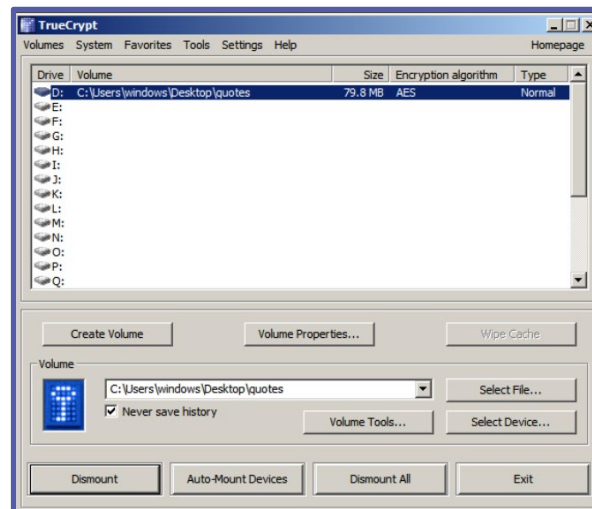 TrueCrypt
Volumes System Favorites Tools Settings Help Homepage
Drive Volume Size Encryption algorithm Type
D: C:\Users\windows\Desktop\quotes 79.8 MB AES Normal
E:
F:
G:
H:
I:
J:
K:
L:
M:
N:
O:
P:
Q:
Create Volume Volume Properties... Wipe Cache
Volume
C:\Users\windows\Desktop\quotes Select File...
Never save history Volume Tools... Select Device...
Dismount Auto-Mount Devices Dismount All Exit